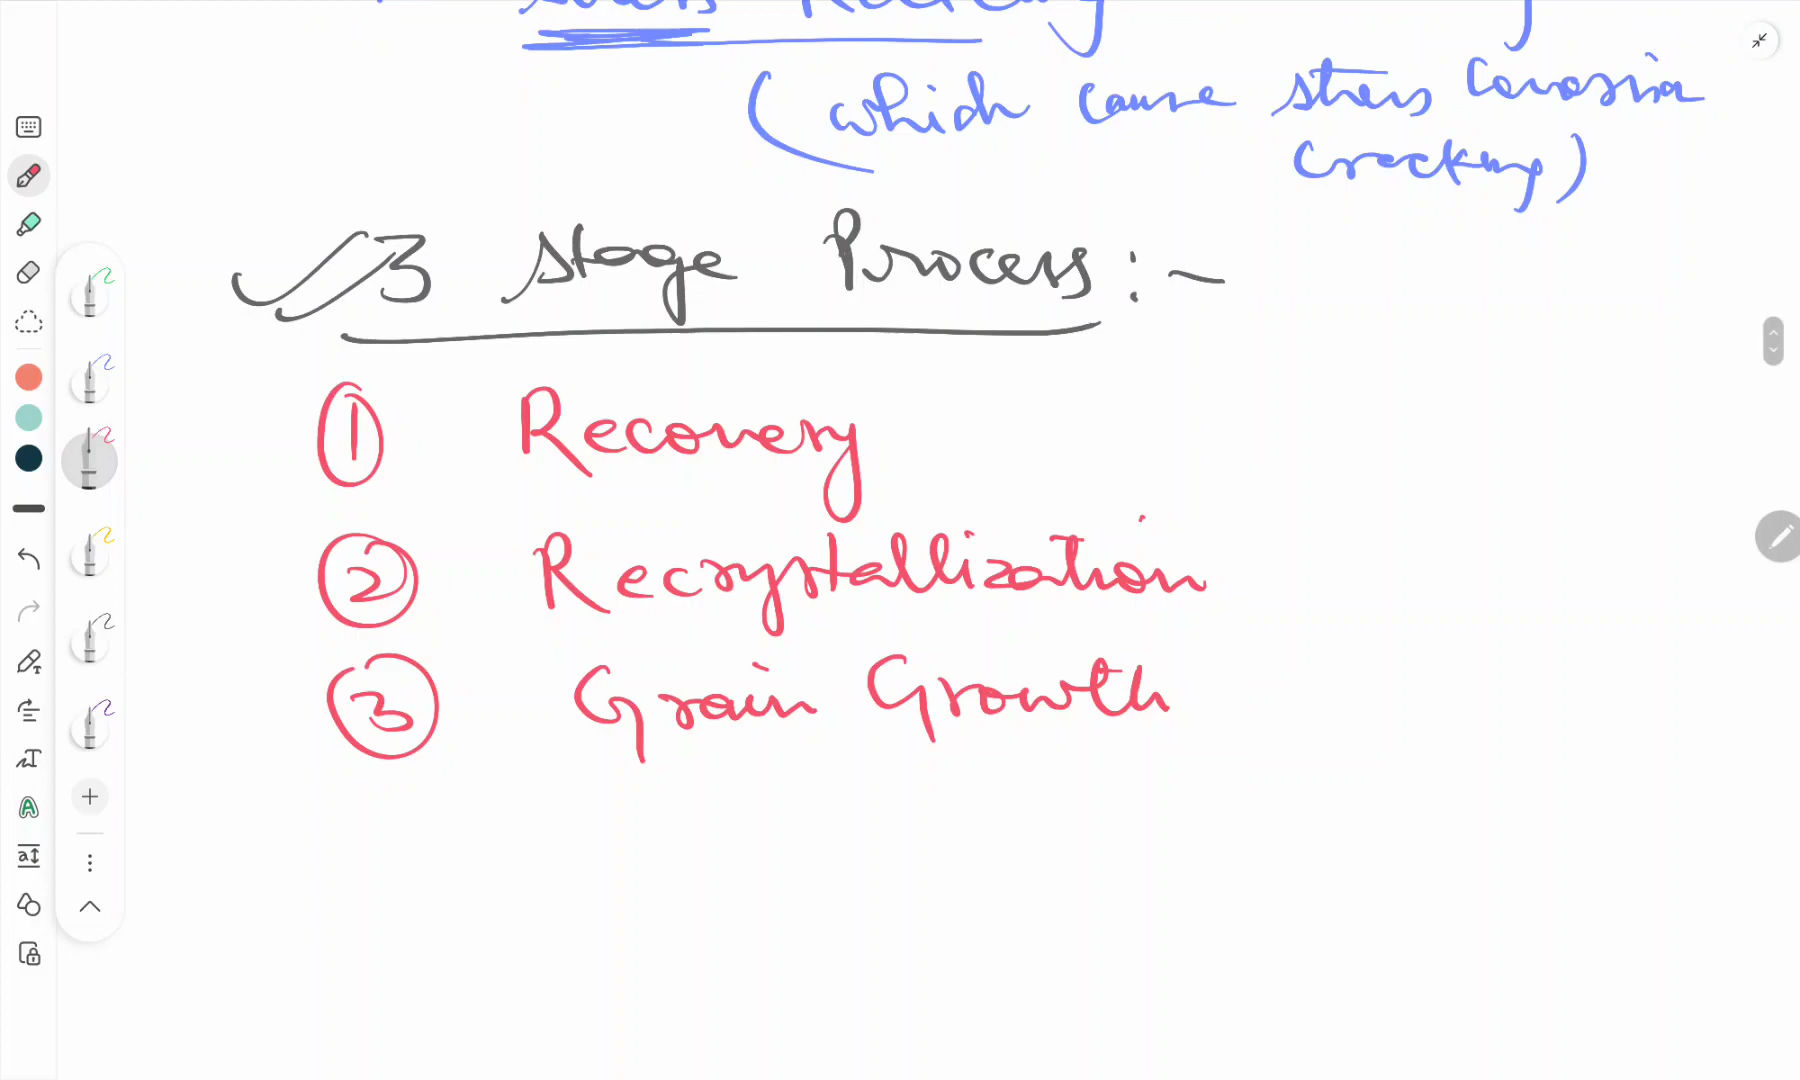 (which cause stress Corrosion
cracking)
3 stage Process :-
1 Recovery
2 Recrystallization
3 Grain Growth